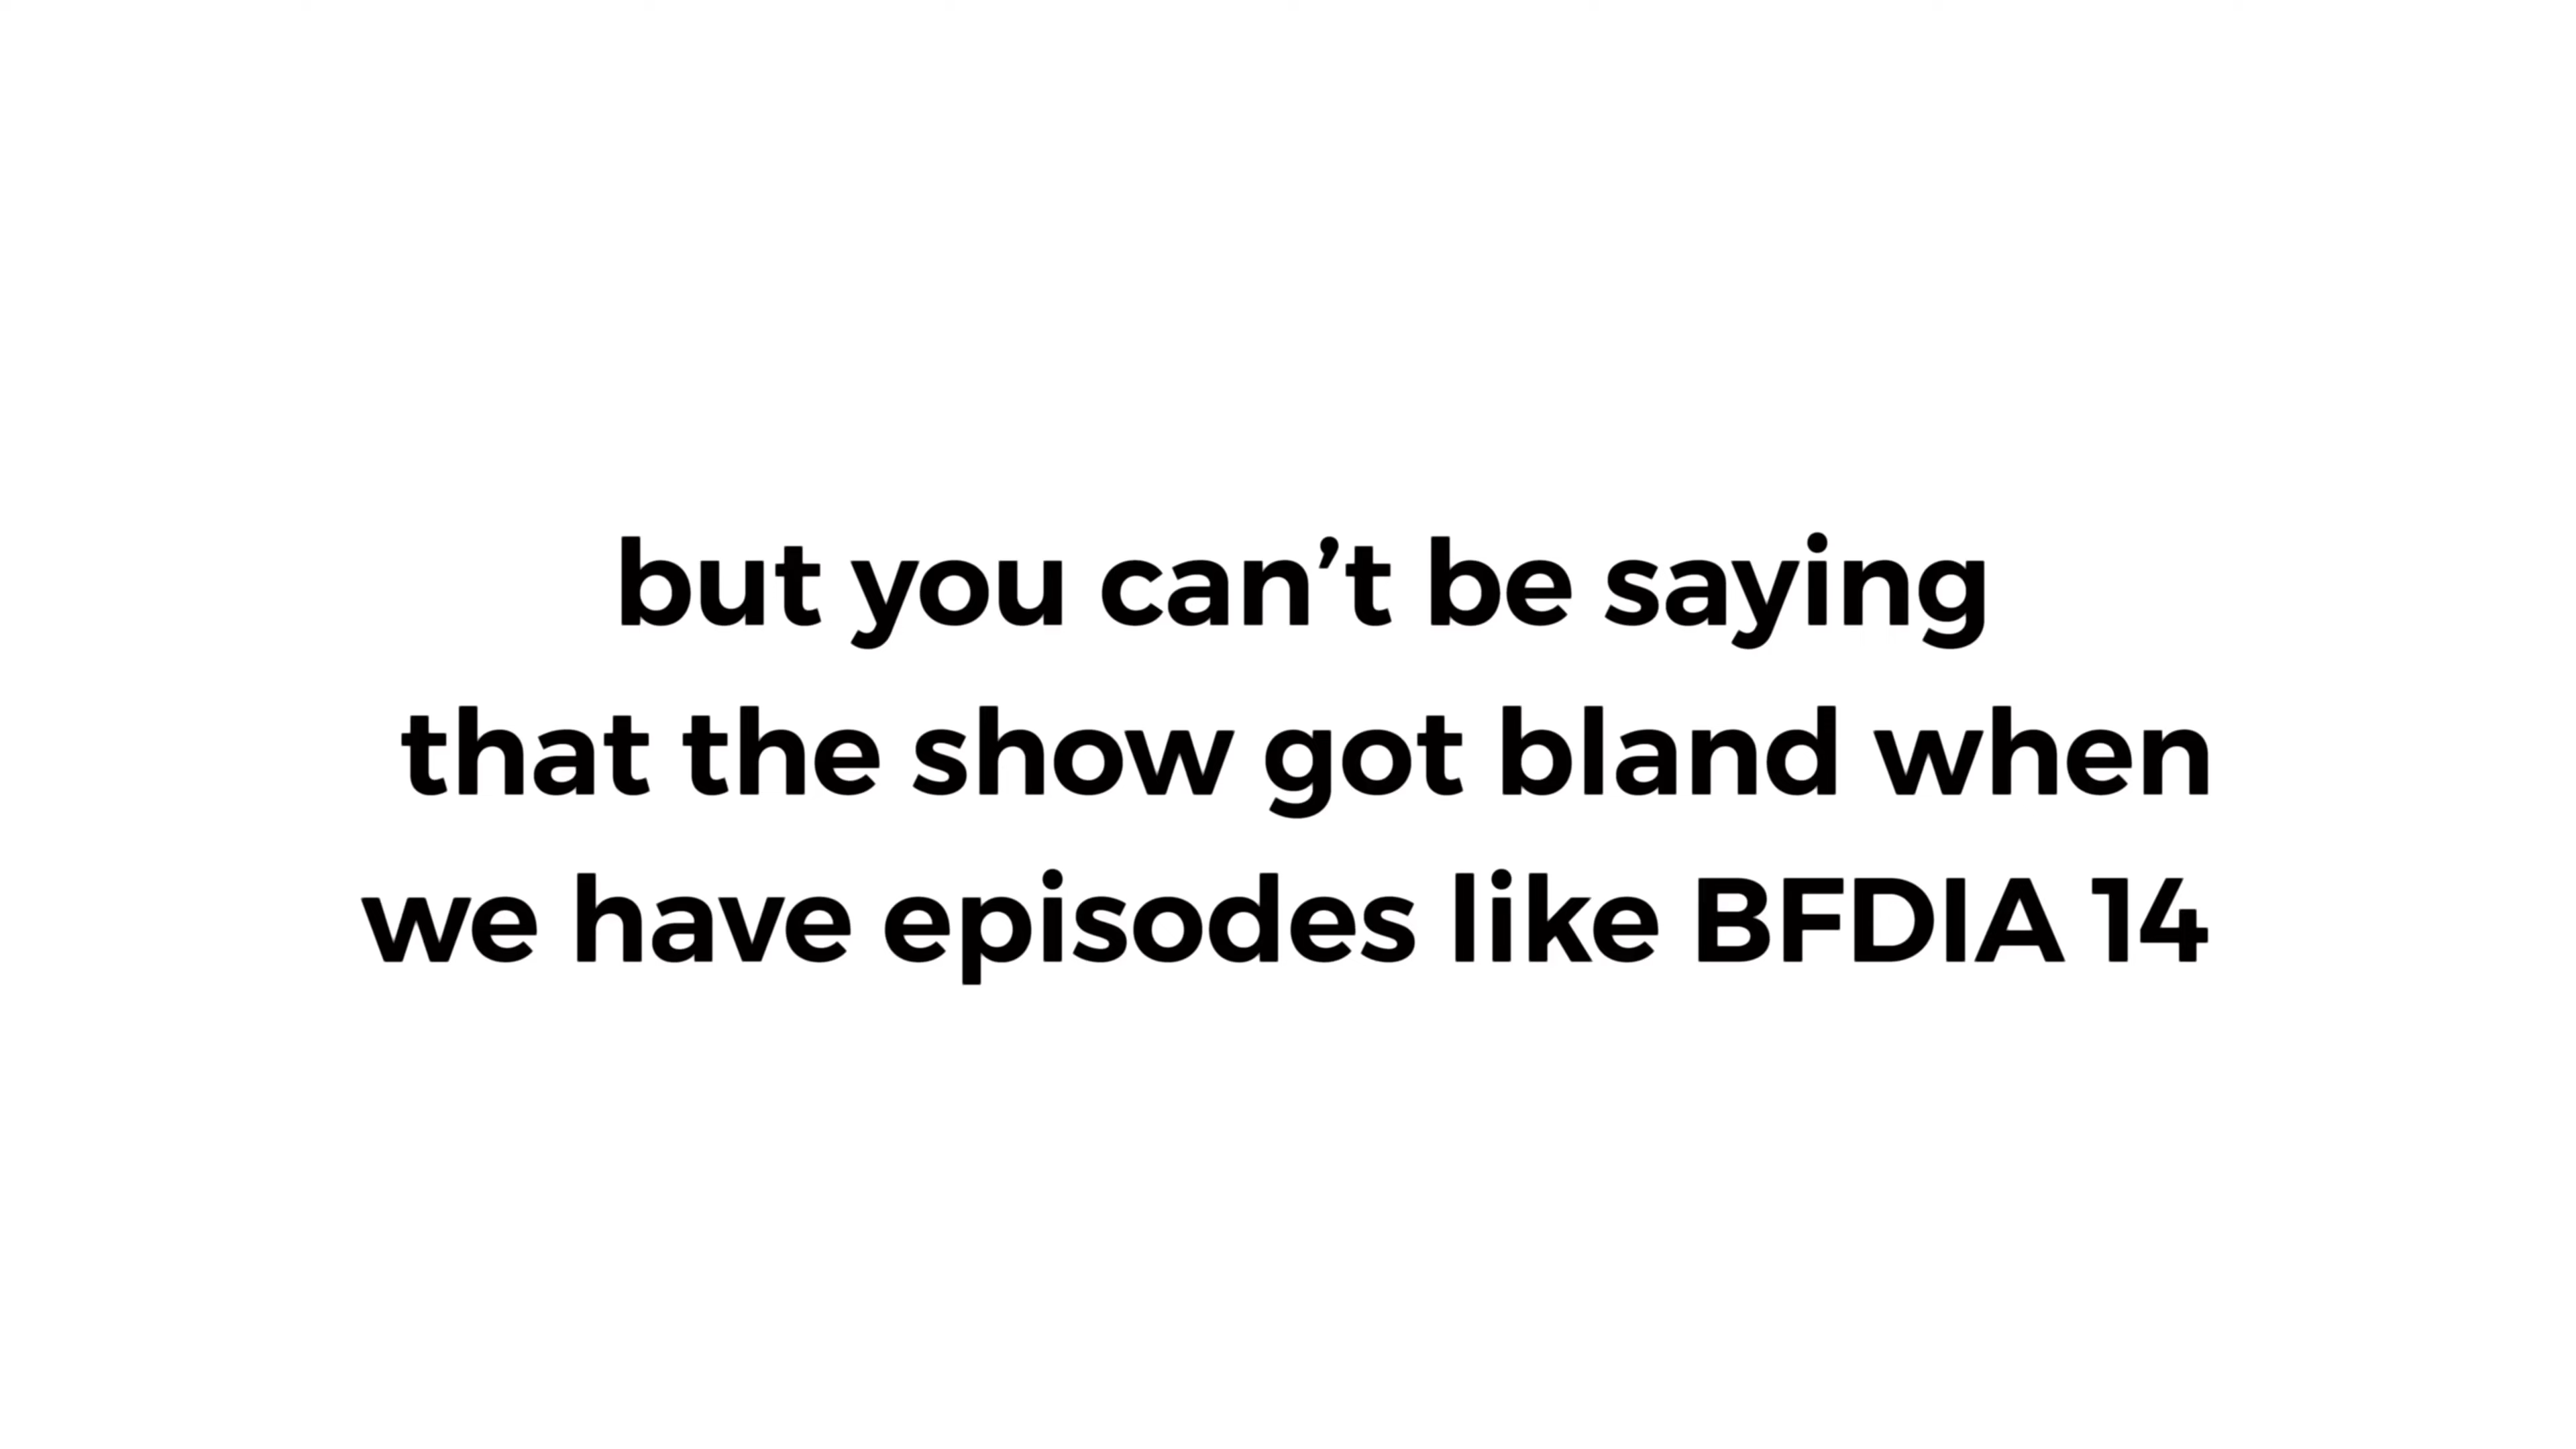 but you can’t be saying
that the show got bland when
we have episodes like BFDIA 14